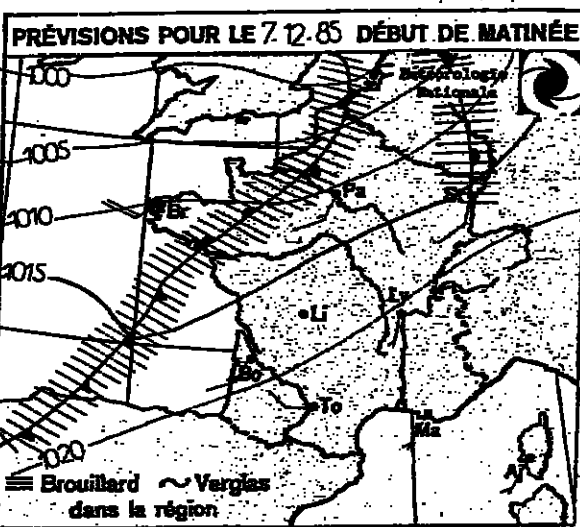 PRÉVISIONS POUR LE 7.12.85 DÉBUT DE MATINÉE
Météorologie
Nationale
1000
1005
1010
1015
1020
Br
Pa
St
Li
Ly
Bo
To
Ma
Aj
Brouillard Verglas
dans la région